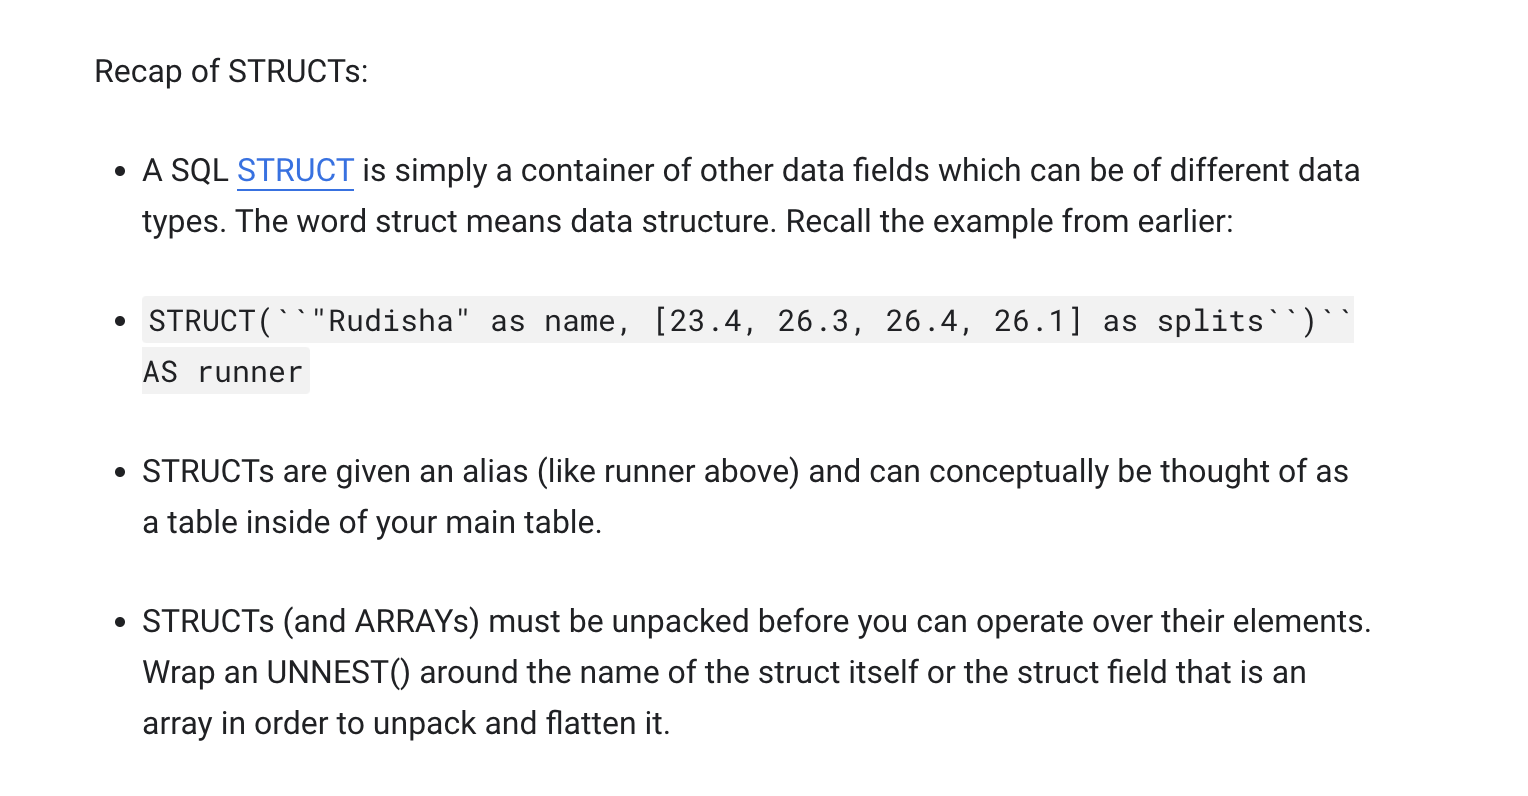 Recap of STRUCTs:
• A SQL STRUCT is simply a container of other data fields which can be of different data
types. The word struct means data structure. Recall the example from earlier:
• STRUCT(``"Rudisha" as name, [23.4, 26.3, 26.4, 26.1] as splits``)``
AS runner
• STRUCTs are given an alias (like runner above) and can conceptually be thought of as
a table inside of your main table.
• STRUCTs (and ARRAYs) must be unpacked before you can operate over their elements.
Wrap an UNNEST() around the name of the struct itself or the struct field that is an
array in order to unpack and flatten it.